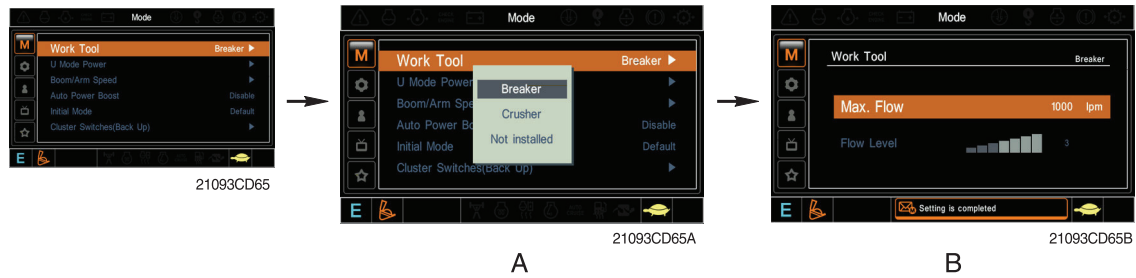 Mode
M
Work Tool Breaker
U Mode Power
Boom/Arm Speed
Auto Power Boost Disable
Initial Mode Default
Cluster Switches(Back Up)
E
21093CD65
Mode
M
Work Tool Breaker
U Mode Power
Boom/Arm Spe
Auto Power Bo Disable
Initial Mode Default
Cluster Switches(Back Up)
Breaker
Crusher
Not installed
E
21093CD65A
A
Mode
M
Work Tool Breaker
Max. Flow 1000 lpm
Flow Level 3
E
Setting is completed
21093CD65B
B